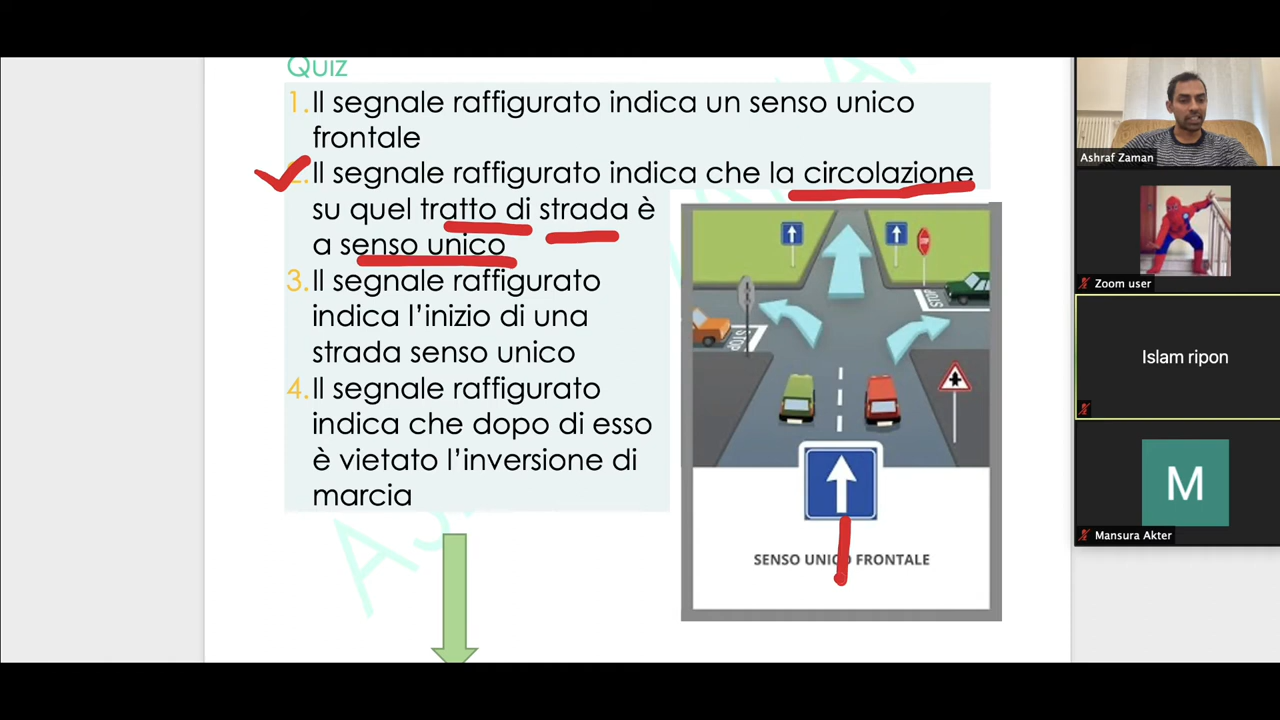 Quiz
1. Il segnale raffigurato indica un senso unico
frontale
Il segnale raffigurato indica che la circolazione
su quel tratto di strada è
a senso unico
3. Il segnale raffigurato
indica l'inizio di una
strada senso unico
4. Il segnale raffigurato
indica che dopo di esso
è vietato l'inversione di
marcia
STOP
STOP
STOP
SENSO UNICO FRONTALE
Ashraf Zaman
Zoom user
Islam ripon
M
Mansura Akter